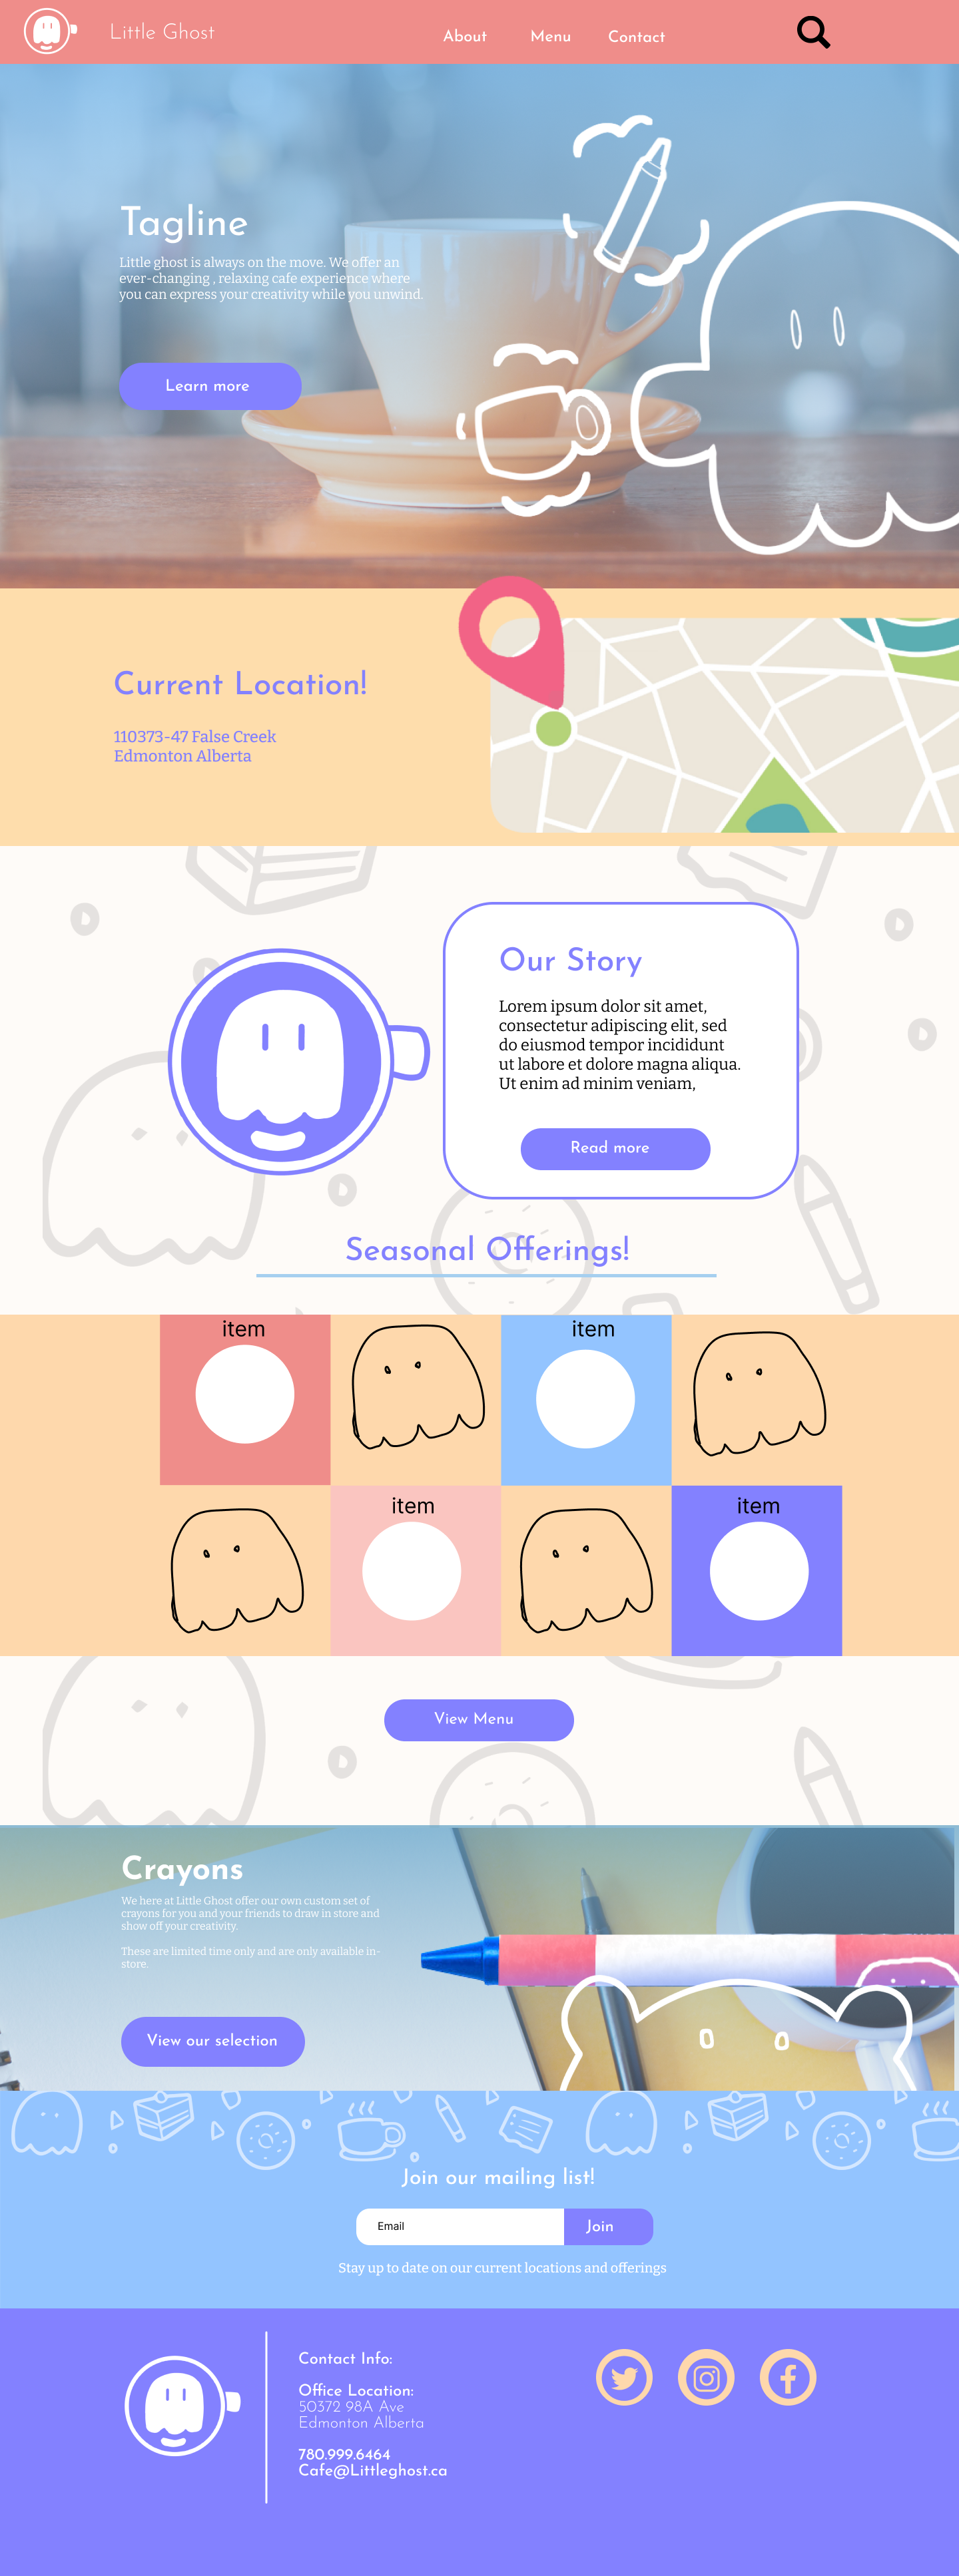 Little Ghost
About
Menu
Contact
Tagline
Little ghost is always on the move. We offer an
ever-changing , relaxing cafe experience where
you can express your creativity while you unwind.
Learn more
Current Location!
110373-47 False Creek
Edmonton Alberta
Our Story
Lorem ipsum dolor sit amet,
consectetur adipiscing elit, sed
do eiusmod tempor incididunt
ut labore et dolore magna aliqua.
Ut enim ad minim veniam,
Read more
Seasonal Offerings!
item
item
item
item
View Menu
Crayons
We here at Little Ghost offer our own custom set of
crayons for you and your friends to draw in store and
show off your creativity.
These are limited time only and are only available in-
store.
View our selection
Join our mailing list!
Email
Join
Stay up to date on our current locations and offerings
Contact Info:
Office Location:
50372 98A Ave
Edmonton Alberta
780.999.6464
Cafe@Littleghost.ca